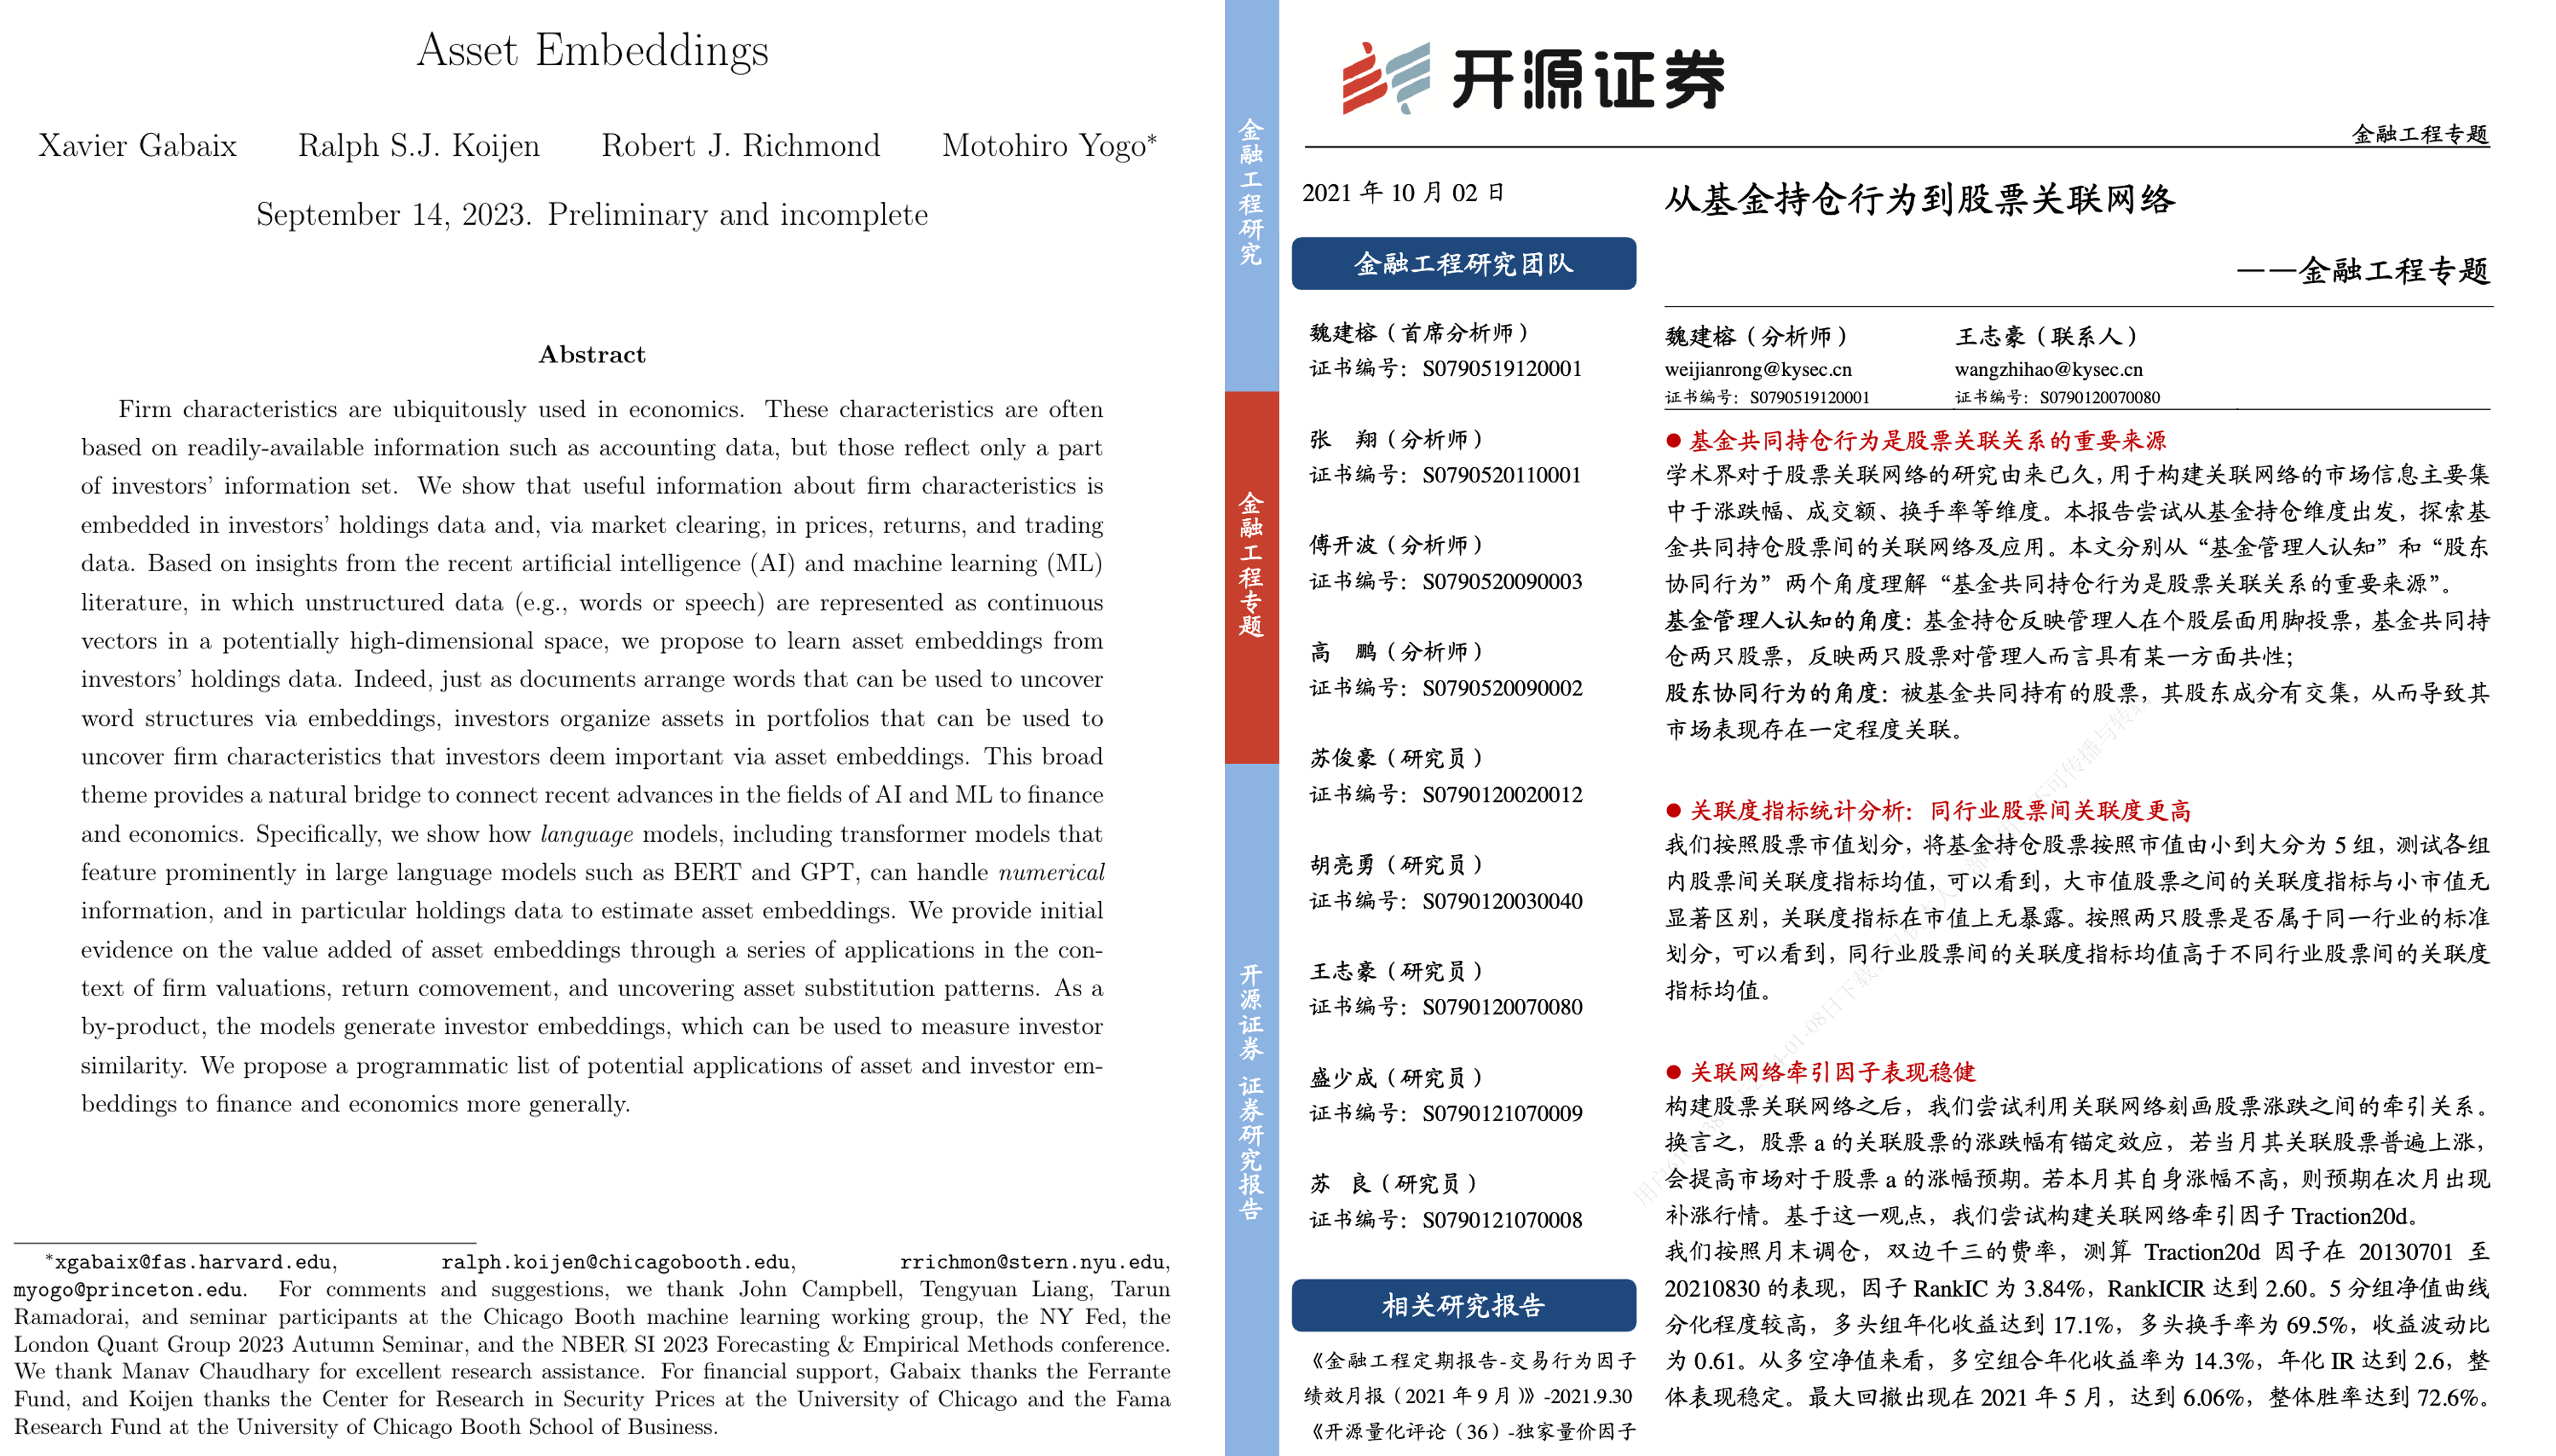 Asset Embeddings
Xavier Gabaix Ralph S.J. Koijen Robert J. Richmond Motohiro Yogo*
September 14, 2023. Preliminary and incomplete
Abstract
Firm characteristics are ubiquitously used in economics. These characteristics are often
based on readily-available information such as accounting data, but those reflect only a part
of investors' information set. We show that useful information about firm characteristics is
embedded in investors' holdings data and, via market clearing, in prices, returns, and trading
data. Based on insights from the recent artificial intelligence (AI) and machine learning (ML)
literature, in which unstructured data (e.g., words or speech) are represented as continuous
vectors in a potentially high-dimensional space, we propose to learn asset embeddings from
investors' holdings data. Indeed, just as documents arrange words that can be used to uncover
word structures via embeddings, investors organize assets in portfolios that can be used to
uncover firm characteristics that investors deem important via asset embeddings. This broad
theme provides a natural bridge to connect recent advances in the fields of AI and ML to finance
and economics. Specifically, we show how language models, including transformer models that
feature prominently in large language models such as BERT and GPT, can handle numerical
information, and in particular holdings data to estimate asset embeddings. We provide initial
evidence on the value added of asset embeddings through a series of applications in the con-
text of firm valuations, return comovement, and uncovering asset substitution patterns. As a
by-product, the models generate investor embeddings, which can be used to measure investor
similarity. We propose a programmatic list of potential applications of asset and investor em-
beddings to finance and economics more generally.
*xgabaix@fas.harvard.edu, ralph.koijen@chicagobooth.edu, rrichmon@stern.nyu.edu,
myogo@princeton.edu. For comments and suggestions, we thank John Campbell, Tengyuan Liang, Tarun
Ramadorai, and seminar participants at the Chicago Booth machine learning working group, the NY Fed, the
London Quant Group 2023 Autumn Seminar, and the NBER SI 2023 Forecasting & Empirical Methods conference.
We thank Manav Chaudhary for excellent research assistance. For financial support, Gabaix thanks the Ferrante
Fund, and Koijen thanks the Center for Research in Security Prices at the University of Chicago and the Fama
Research Fund at the University of Chicago Booth School of Business.
金融工程研究
金融工程专题
开源证券 证券研究报告
开源证券
金融工程专题
2021 年 10 月 02 日
金融工程研究团队
魏建榕（首席分析师）
证书编号：S0790519120001
张 翔（分析师）
证书编号：S0790520110001
傅开波（分析师）
证书编号：S0790520090003
高 鹏（分析师）
证书编号：S0790520090002
苏俊豪（研究员）
证书编号：S0790120020012
胡亮勇（研究员）
证书编号：S0790120030040
王志豪（研究员）
证书编号：S0790120070080
盛少成（研究员）
证书编号：S0790121070009
苏 良（研究员）
证书编号：S0790121070008
相关研究报告
《金融工程定期报告-交易行为因子
绩效月报（2021 年 9 月）》-2021.9.30
《开源量化评论（36）-独家量价因子
从基金持仓行为到股票关联网络
——金融工程专题
魏建榕（分析师） 王志豪（联系人）
weijianrong@kysec.cn wangzhihao@kysec.cn
证书编号：S0790519120001 证书编号：S0790120070080
● 基金共同持仓行为是股票关联关系的重要来源
学术界对于股票关联网络的研究由来已久，用于构建关联网络的市场信息主要集
中于涨跌幅、成交额、换手率等维度。本报告尝试从基金持仓维度出发，探索基
金共同持仓股票间的关联网络及应用。本文分别从“基金管理人认知”和“股东
协同行为”两个角度理解“基金共同持仓行为是股票关联关系的重要来源”。
基金管理人认知的角度：基金持仓反映管理人在个股层面用脚投票，基金共同持
仓两只股票，反映两只股票对管理人而言具有某一方面共性；
股东协同行为的角度：被基金共同持有的股票，其股东成分有交集，从而导致其
市场表现存在一定程度关联。
● 关联度指标统计分析：同行业股票间关联度更高
我们按照股票市值划分，将基金持仓股票按照市值由小到大分为 5 组，测试各组
内股票间关联度指标均值，可以看到，大市值股票之间的关联度指标与小市值无
显著区别，关联度指标在市值上无暴露。按照两只股票是否属于同一行业的标准
划分，可以看到，同行业股票间的关联度指标均值高于不同行业股票间的关联度
指标均值。
● 关联网络牵引因子表现稳健
构建股票关联网络之后，我们尝试利用关联网络刻画股票涨跌之间的牵引关系。
换言之，股票 a 的关联股票的涨跌幅有锚定效应，若当月其关联股票普遍上涨，
会提高市场对于股票 a 的涨幅预期。若本月其自身涨幅不高，则预期在次月出现
补涨行情。基于这一观点，我们尝试构建关联网络牵引因子 Traction20d。
我们按照月末调仓，双边千三的费率，测算 Traction20d 因子在 20130701 至
20210830 的表现，因子 RankIC 为 3.84%，RankICIR 达到 2.60。5 分组净值曲线
分化程度较高，多头组年化收益达到 17.1%，多头换手率为 69.5%，收益波动比
为 0.61。从多空净值来看，多空组合年化收益率为 14.3%，年化 IR 达到 2.6，整
体表现稳定。最大回撤出现在 2021 年 5 月，达到 6.06%，整体胜率达到 72.6%。